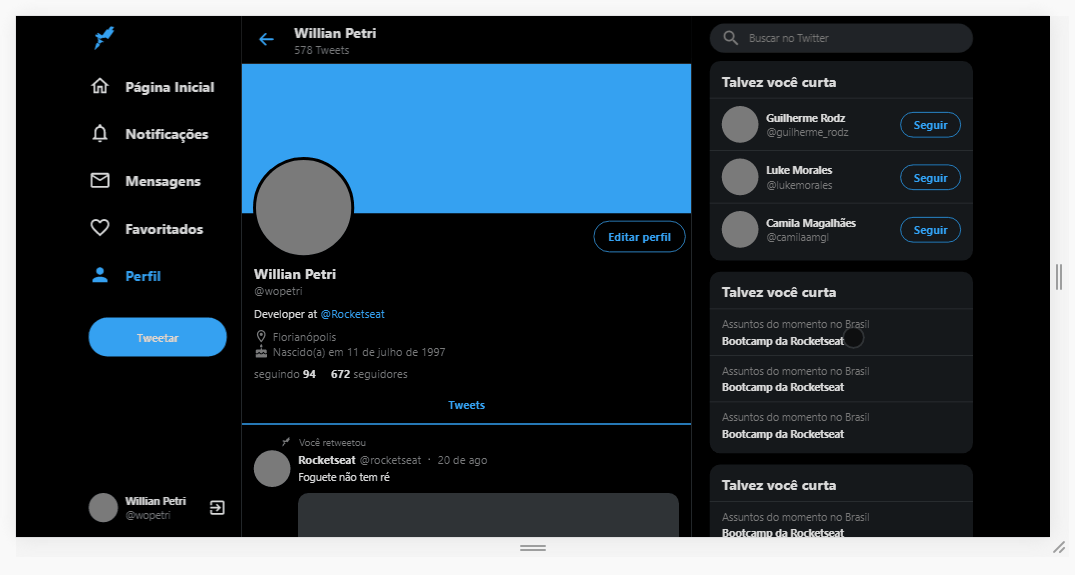 Página Inicial
Notificações
Mensagens
Favoritados
Perfil
Tweetar
Willian Petri
@wopetri
Willian Petri
578 Tweets
Editar perfil
Willian Petri
@wopetri
Developer at @Rocketseat
Florianópolis
Nascido(a) em 11 de julho de 1997
seguindo 94 672 seguidores
Tweets
Você retweetou
Rocketseat @rocketseat · 20 de ago
Foguete não tem ré
Buscar no Twitter
Talvez você curta
Guilherme Rodz
@guilherme_rodz
Seguir
Luke Morales
@lukemorales
Seguir
Camila Magalhães
@camilaamgl
Seguir
Talvez você curta
Assuntos do momento no Brasil
Bootcamp da Rocketseat
Assuntos do momento no Brasil
Bootcamp da Rocketseat
Assuntos do momento no Brasil
Bootcamp da Rocketseat
Talvez você curta
Assuntos do momento no Brasil
Bootcamp da Rocketseat